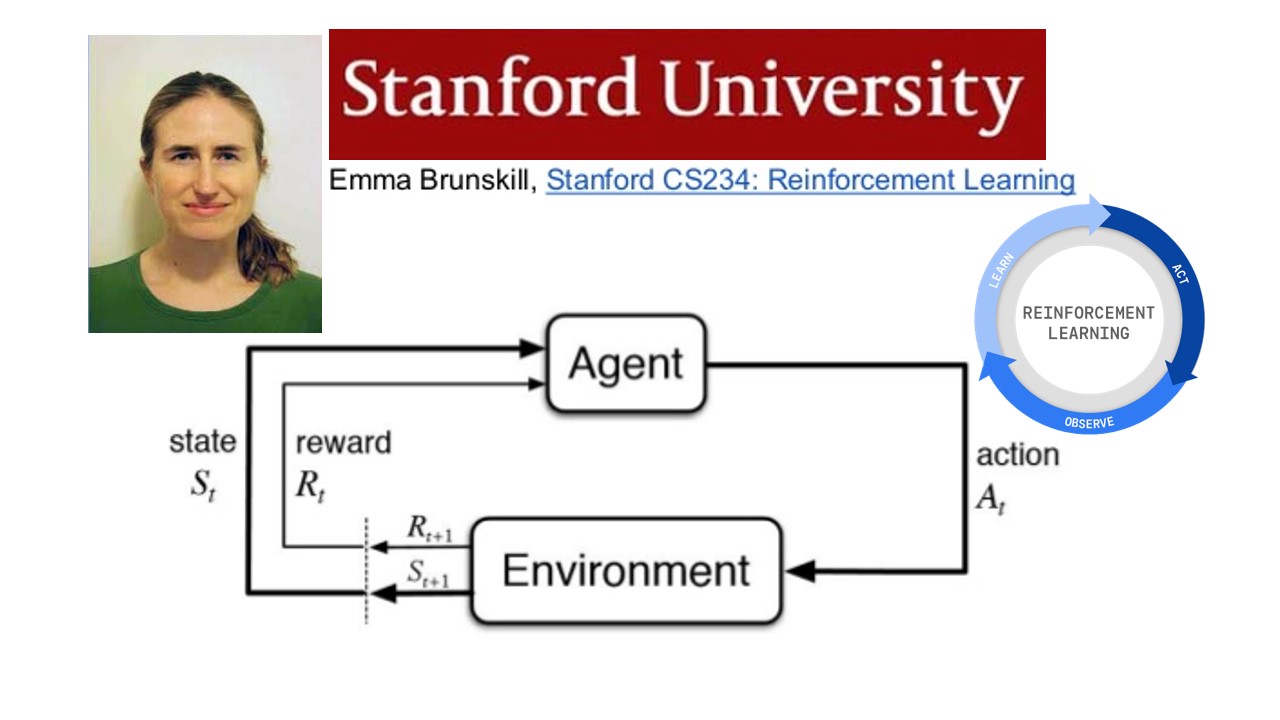 Stanford University
Emma Brunskill, Stanford CS234: Reinforcement Learning
LEARN
ACT
REINFORCEMENT
LEARNING
OBSERVE
Agent
state
S_t
reward
R_t
action
A_t
R_{t+1}
S_{t+1}
Environment